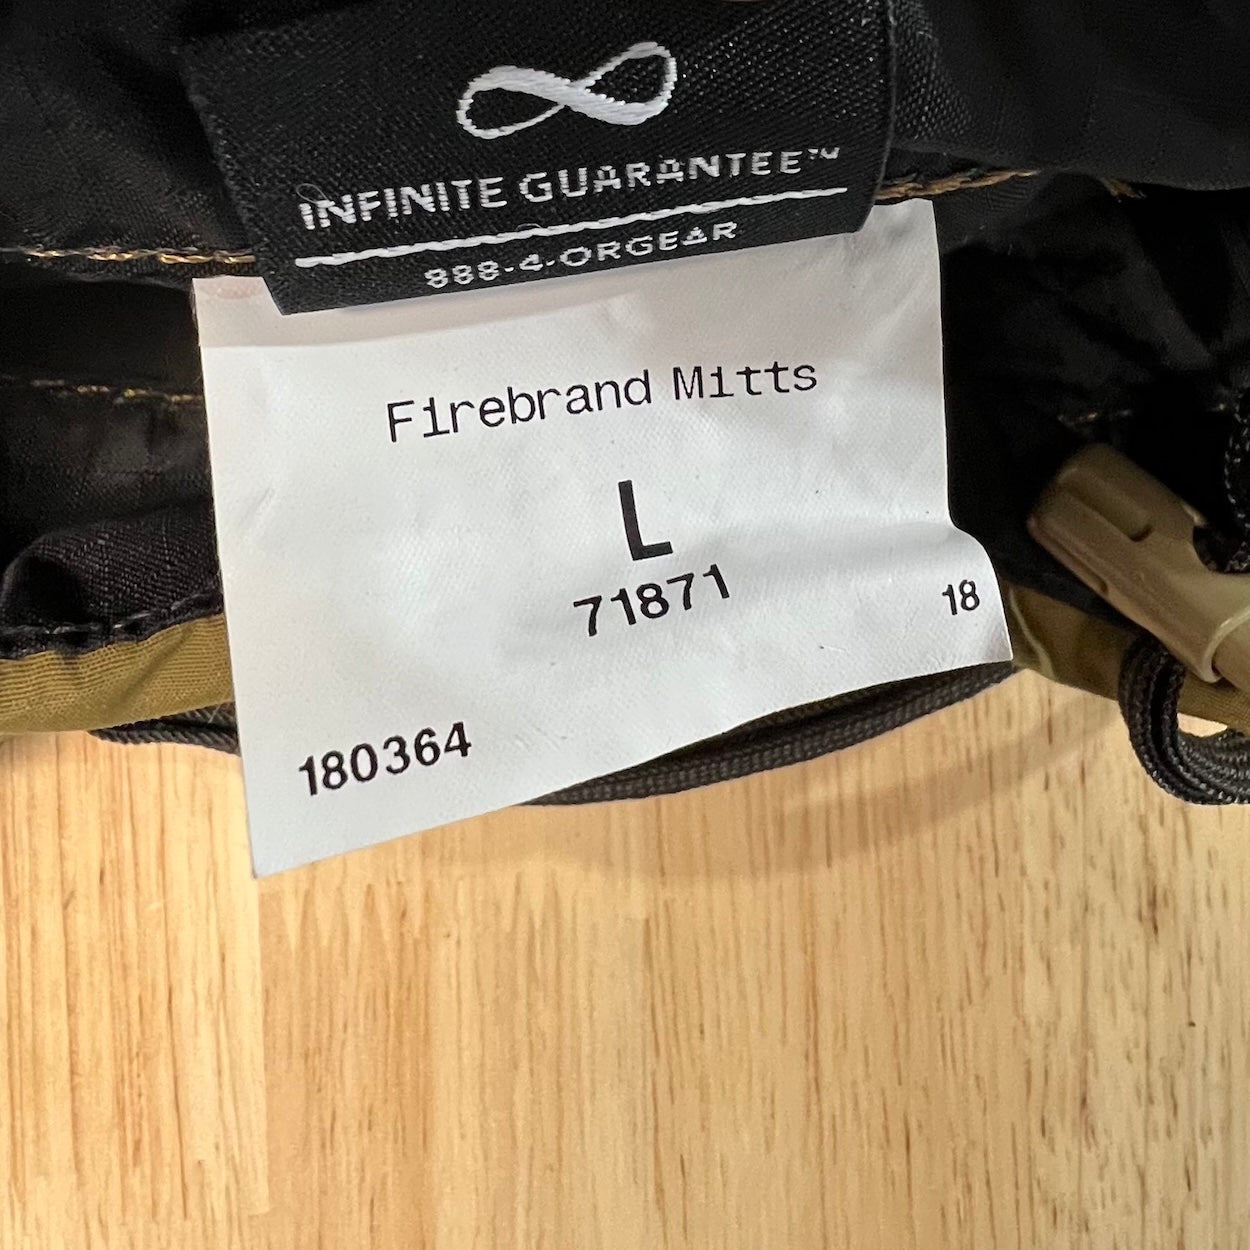 INFINITE GUARANTEE™
888-4-ORGEAR
Firebrand Mitts
L
71871
18
180364